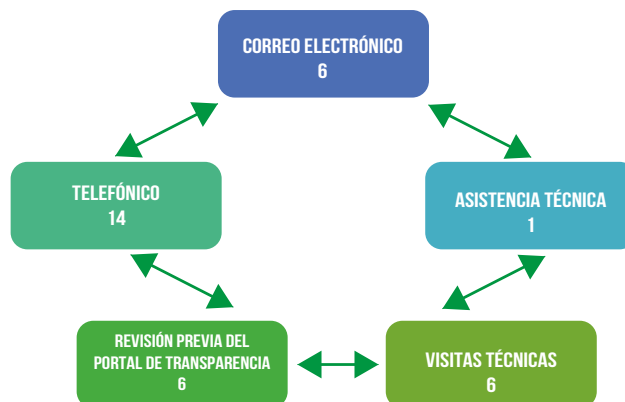 CORREO ELECTRÓNICO
6
TELEFÓNICO
14
ASISTENCIA TÉCNICA
1
REVISIÓN PREVIA DEL
PORTAL DE TRANSPARENCIA
6
VISITAS TÉCNICAS
6